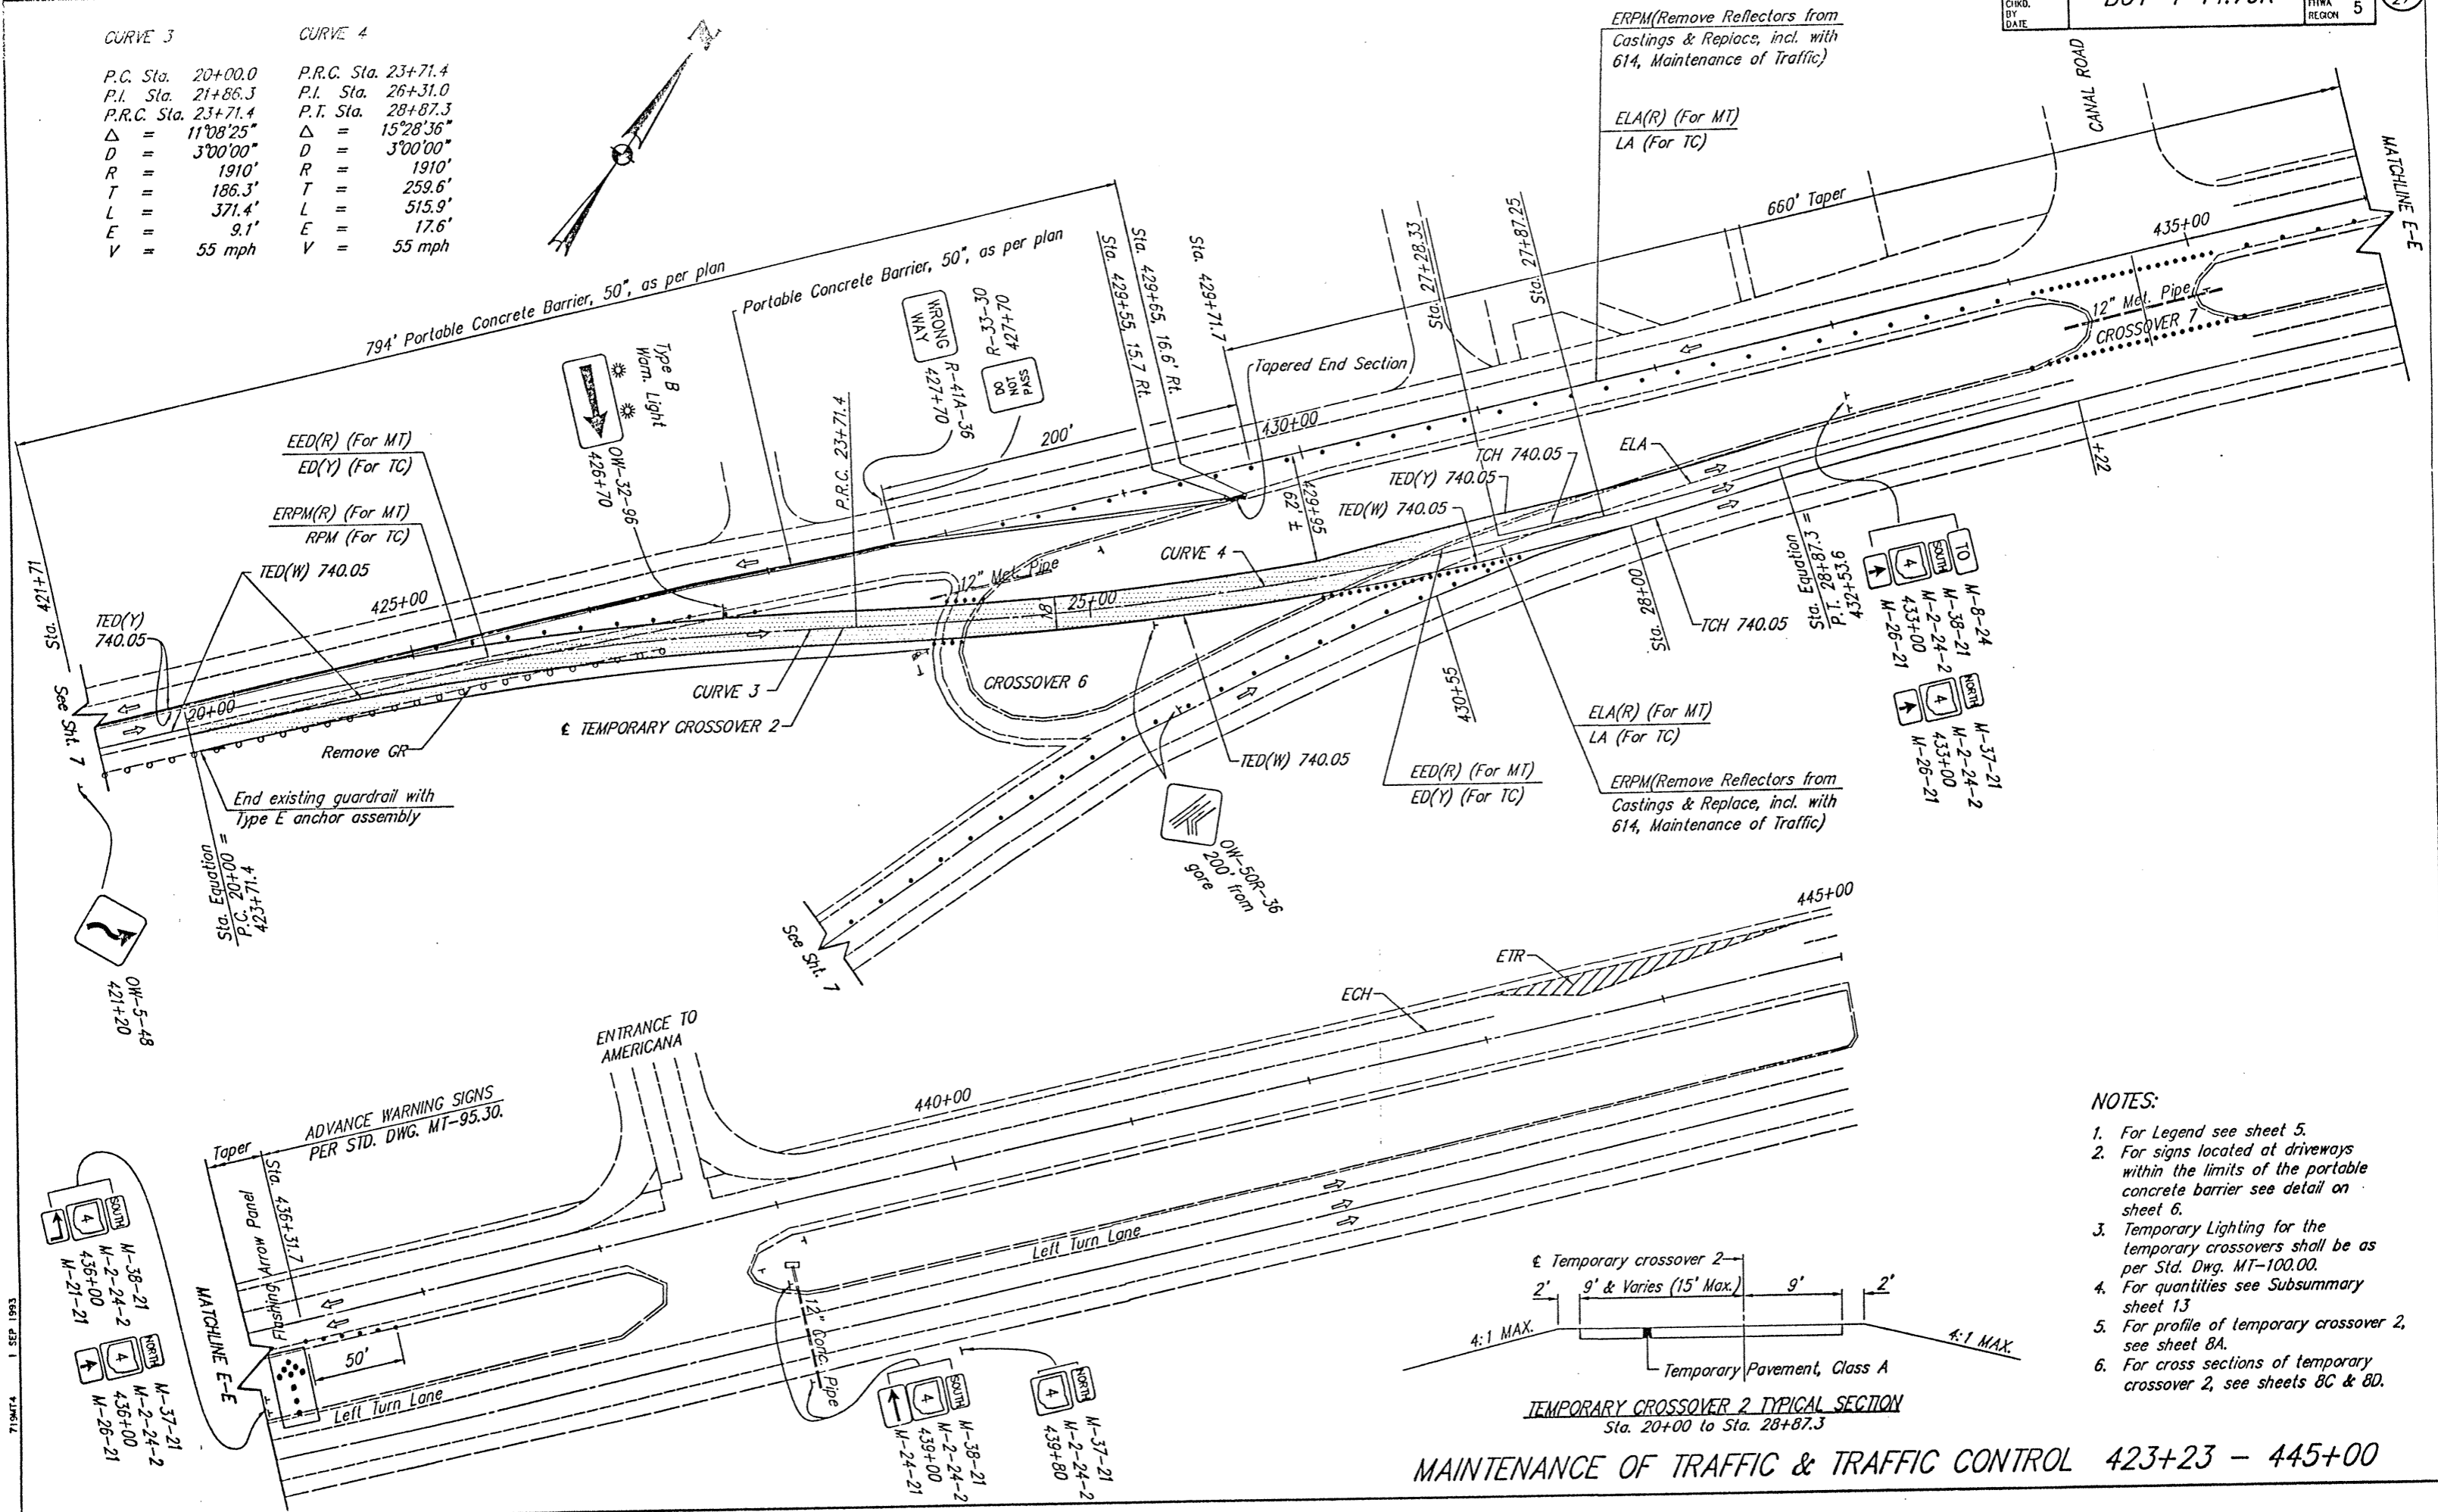 CURVE 3
P.C. Sta. 20+00.0
P.I. Sta. 21+86.3
P.R.C. Sta. 23+71.4
Δ = 11°08'25"
D = 3°00'00"
R = 1910'
T = 186.3'
L = 371.4'
E = 9.1'
V = 55 mph
CURVE 4
P.R.C. Sta. 23+71.4
P.I. Sta. 26+31.0
P.T. Sta. 28+87.3
Δ = 15°28'36"
D = 3°00'00"
R = 1910'
T = 259.6'
L = 515.9'
E = 17.6'
V = 55 mph
N
CHKD.
BY
DATE
REGION 5
ERPM(Remove Reflectors from
Castings & Replace, incl. with
614, Maintenance of Traffic)
ELA(R) (For MT)
LA (For TC)
CANAL ROAD
MATCHLINE E-E
660' Taper
435+00
12" Met. Pipe
CROSSOVER 7
794' Portable Concrete Barrier, 50", as per plan
Portable Concrete Barrier, 50", as per plan
Type B
Warn. Light
OW-32-96
426+70
WRONG
WAY
R-41A-36
427+70
R-33-30
427+70
DO
NOT
PASS
Sta. 429+55, 15.7 Rt.
Sta. 429+65, 16.6' Rt.
Sta. 429+71.7
Sta. 27+28.33
Sta. 27+87.25
Tapered End Section
200'
430+00
P.R.C. 23+71.4
EED(R) (For MT)
ED(Y) (For TC)
ERPM(R) (For MT)
RPM (For TC)
TED(W) 740.05
TED(Y)
740.05
Sta. 421+71
See Sht. 7
425+00
20+00
Remove GR
End existing guardrail with
Type E anchor assembly
Sta. Equation
P.C. 20+00 =
423+71.4
OW-5-48
421+20
CURVE 3
℄ TEMPORARY CROSSOVER 2
12" Met. Pipe
CROSSOVER 6
18'
25+00
CURVE 4
62' ±
429+95
TED(W) 740.05
TED(Y) 740.05
TCH 740.05
ELA
+22
TED(W) 740.05
OW-50R-36
200' from
gore
See Sht. 7
430+55
EED(R) (For MT)
ED(Y) (For TC)
ELA(R) (For MT)
LA (For TC)
ERPM(Remove Reflectors from
Castings & Replace, incl. with
614, Maintenance of Traffic)
Sta. 28+00
TCH 740.05
Sta. Equation
P.T. 28+87.3 =
432+53.6
TO
SOUTH
4
M-8-24
M-38-21
M-2-24-2
433+00
M-26-21
NORTH
4
M-37-21
M-2-24-2
433+00
M-26-21
445+00
ETR
ECH
440+00
ENTRANCE TO
AMERICANA
ADVANCE WARNING SIGNS
PER STD. DWG. MT-95.30.
Taper
Sta. 436+31.7
Flashing Arrow Panel
MATCHLINE E-E
SOUTH
4
M-38-21
M-2-24-2
436+00
M-21-21
NORTH
4
M-37-21
M-2-24-2
436+00
M-26-21
50'
Left Turn Lane
Left Turn Lane
12" Conc. Pipe
SOUTH
4
M-38-21
M-2-24-2
439+00
M-24-21
NORTH
4
M-37-21
M-2-24-2
439+80
℄ Temporary crossover 2
2'
9' & Varies (15' Max.)
9'
2'
4:1 MAX.
4:1 MAX.
Temporary Pavement, Class A
TEMPORARY CROSSOVER 2 TYPICAL SECTION
Sta. 20+00 to Sta. 28+87.3
NOTES:
1. For Legend see sheet 5.
2. For signs located at driveways
within the limits of the portable
concrete barrier see detail on
sheet 6.
3. Temporary Lighting for the
temporary crossovers shall be as
per Std. Dwg. MT-100.00.
4. For quantities see Subsummary
sheet 13
5. For profile of temporary crossover 2,
see sheet 8A.
6. For cross sections of temporary
crossover 2, see sheets 8C & 8D.
MAINTENANCE OF TRAFFIC & TRAFFIC CONTROL 423+23 - 445+00
1 SEP 1993